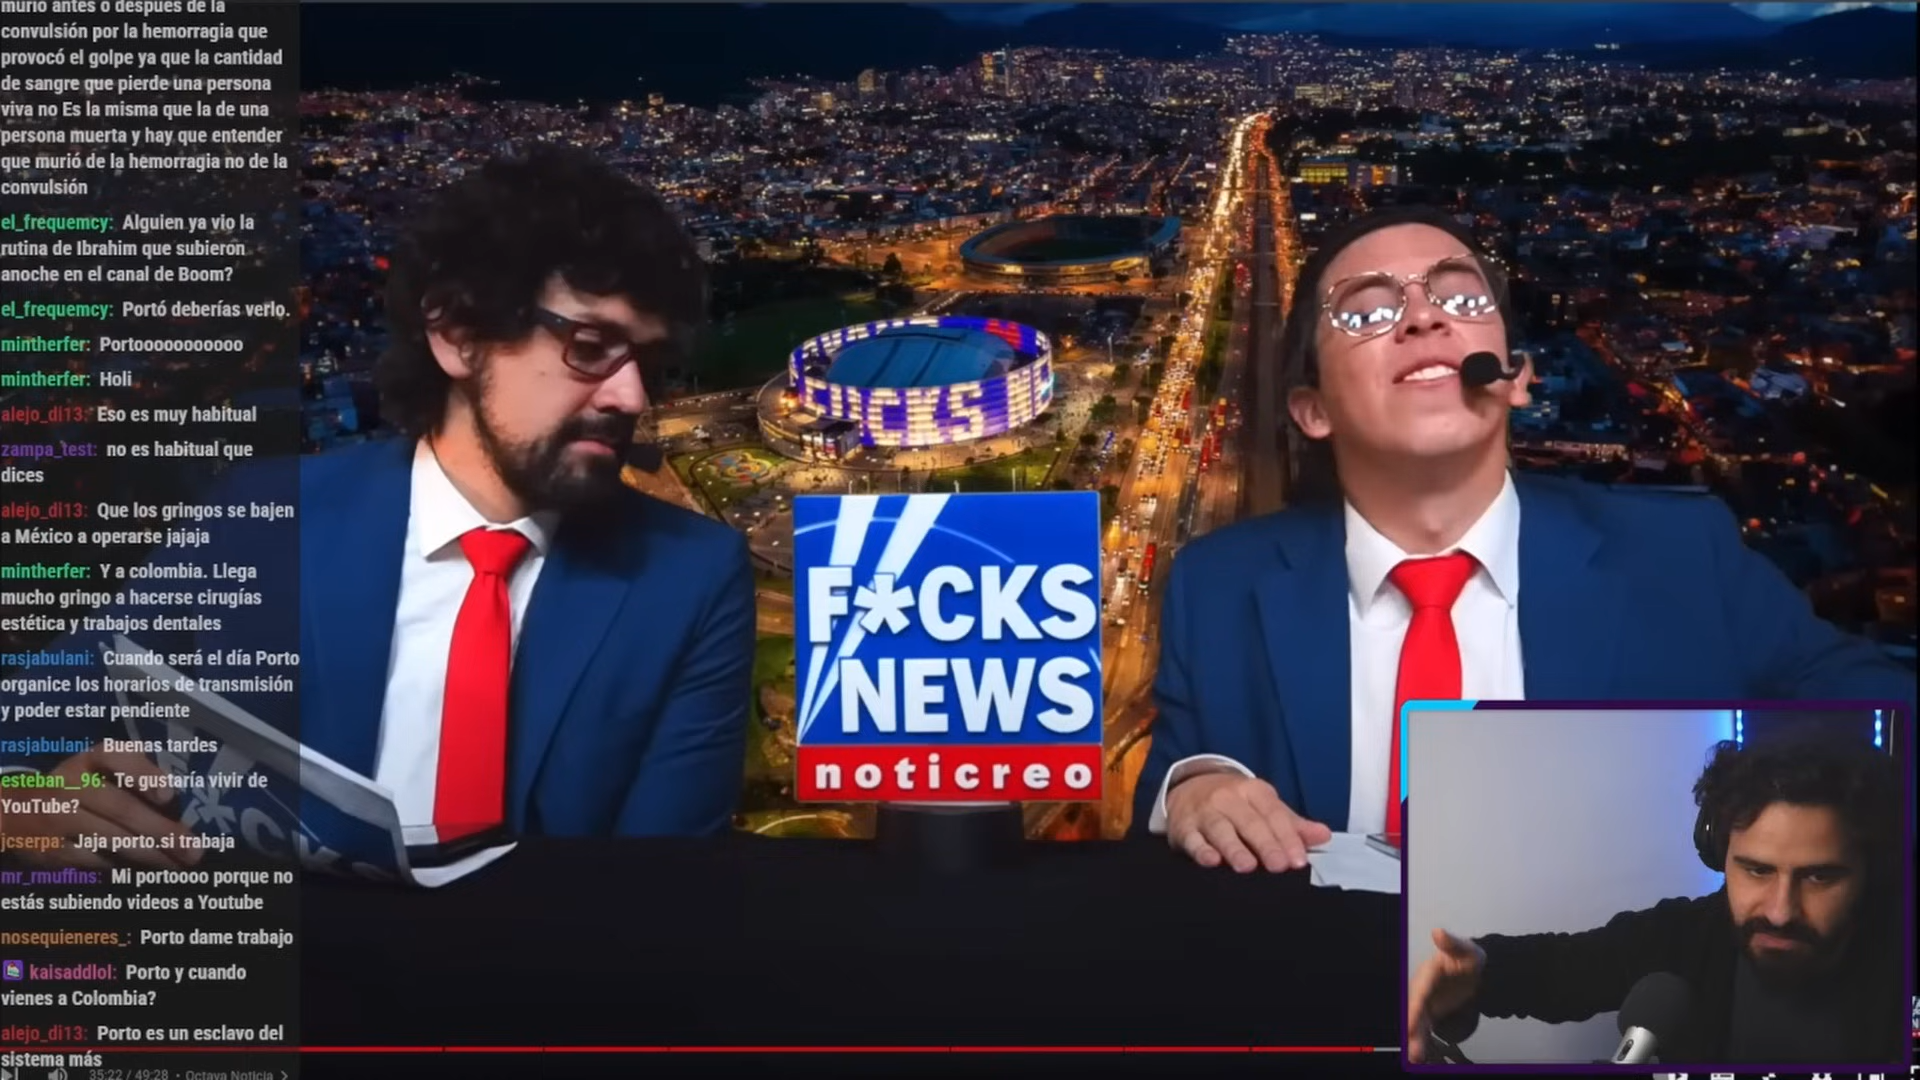 murió antes o después de la
convulsión por la hemorragia que
provocó el golpe ya que la cantidad
de sangre que pierde una persona
viva no Es la misma que la de una
persona muerta y hay que entender
que murió de la hemorragia no de la
convulsión
el_frequemcy: Alguien ya vio la
rutina de Ibrahim que subieron
anoche en el canal de Boom?
el_frequemcy: Portó deberías verlo.
mintherfer: Portooooooooooo
mintherfer: Holi
alejo_di13: Eso es muy habitual
zampa_test: no es habitual que
dices
alejo_di13: Que los gringos se bajen
a México a operarse jajaja
mintherfer: Y a colombia. Llega
mucho gringo a hacerse cirugías
estética y trabajos dentales
rasjabulani: Cuando será el día Porto
organice los horarios de transmisión
y poder estar pendiente
rasjabulani: Buenas tardes
esteban__96: Te gustaría vivir de
YouTube?
jcserpa: Jaja porto.si trabaja
mr_rmuffins: Mi portoooo porque no
estás subiendo videos a Youtube
nosequieneres_: Porto dame trabajo
kaisaddlol: Porto y cuando
vienes a Colombia?
alejo_di13: Porto es un esclavo del
sistema más
35:22 / 49:28 • Octava Noticia >
F*CKS
NEWS
noticreo